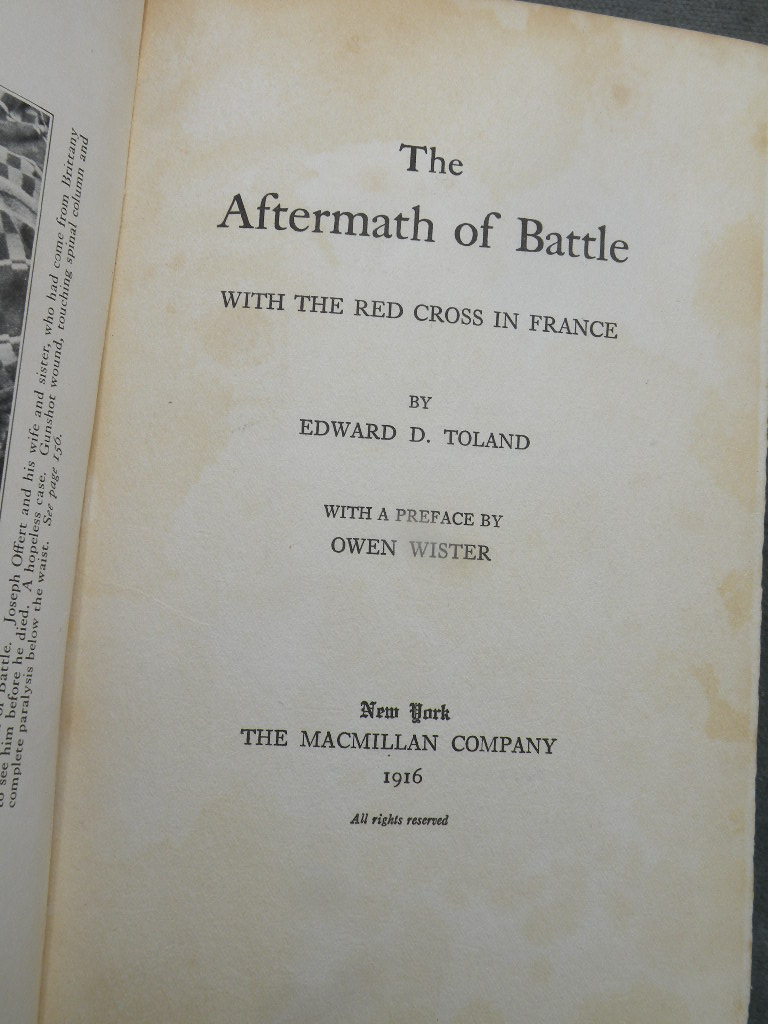 of Battle. Joseph Offert and his wife and sister, who had come from Brittany
to see him before he died. A hopeless case. Gunshot wound, touching spinal column and
complete paralysis below the waist. See page 156.
The
Aftermath of Battle
WITH THE RED CROSS IN FRANCE
BY
EDWARD D. TOLAND
WITH A PREFACE BY
OWEN WISTER
New York
THE MACMILLAN COMPANY
1916
All rights reserved